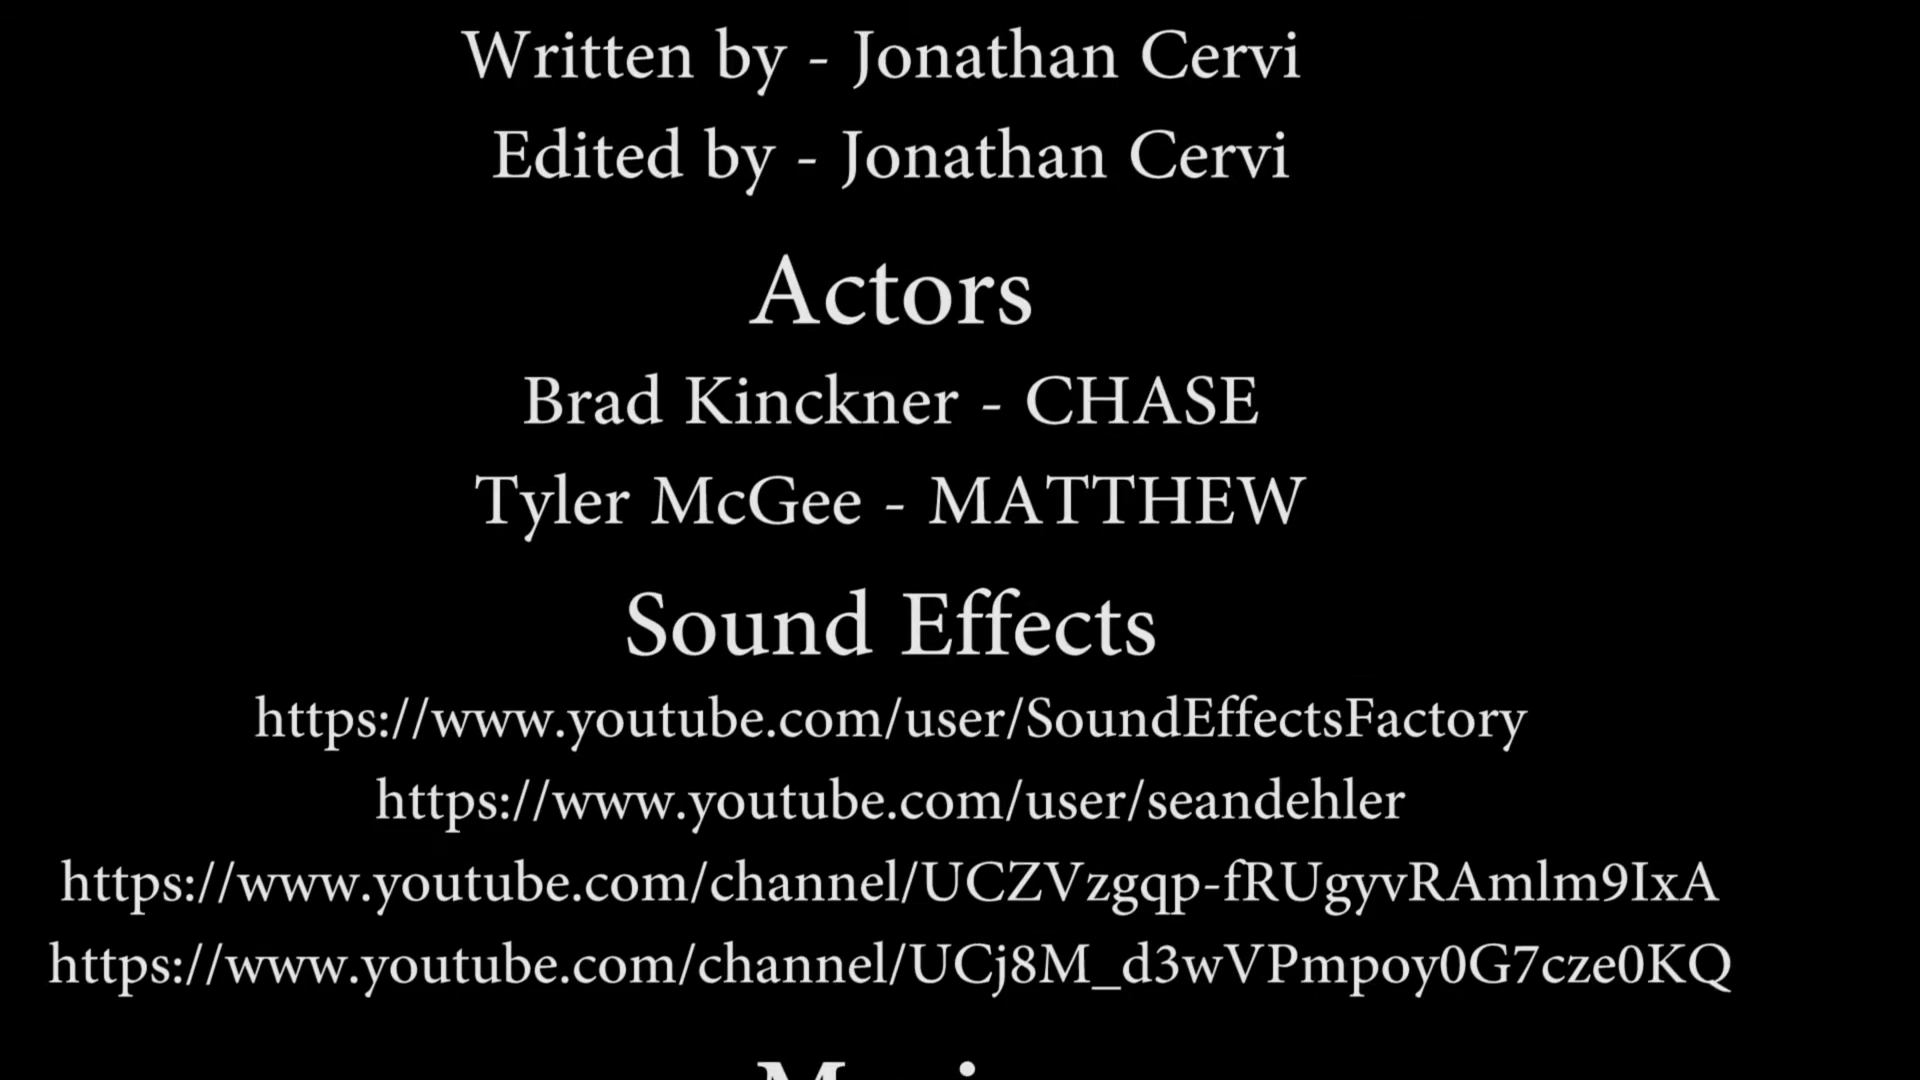 Written by - Jonathan Cervi
Edited by - Jonathan Cervi
Actors
Brad Kinckner - CHASE
Tyler McGee - MATTHEW
Sound Effects
https://www.youtube.com/user/SoundEffectsFactory
https://www.youtube.com/user/seandehler
https://www.youtube.com/channel/UCZVzgqp-fRUgyvRAmlm9IxA
https://www.youtube.com/channel/UCj8M_d3wVPmpoy0G7cze0KQ